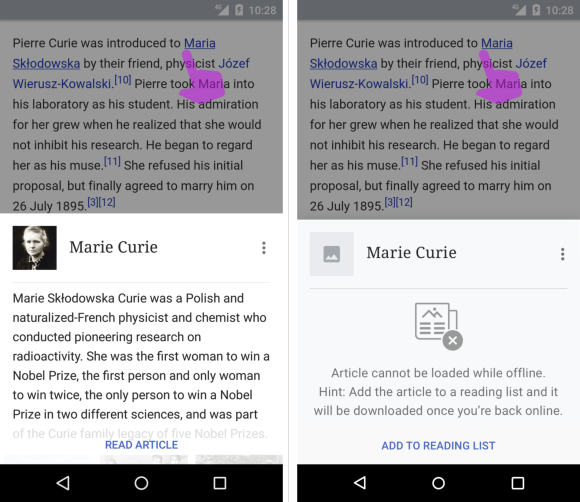 4G 10:28
Pierre Curie was introduced to Maria
Skłodowska by their friend, physicist Józef
Wierusz-Kowalski.[10] Pierre took Maria into
his laboratory as his student. His admiration
for her grew when he realized that she would
not inhibit his research. He began to regard
her as his muse.[11] She refused his initial
proposal, but finally agreed to marry him on
26 July 1895.[3][12]
Marie Curie
Marie Skłodowska Curie was a Polish and
naturalized-French physicist and chemist who
conducted pioneering research on
radioactivity. She was the first woman to win a
Nobel Prize, the first person and only woman
to win twice, the only person to win a Nobel
Prize in two different sciences, and was part
of the Curie family legacy of five Nobel Prizes.
READ ARTICLE
4G 10:28
Pierre Curie was introduced to Maria
Skłodowska by their friend, physicist Józef
Wierusz-Kowalski.[10] Pierre took Maria into
his laboratory as his student. His admiration
for her grew when he realized that she would
not inhibit his research. He began to regard
her as his muse.[11] She refused his initial
proposal, but finally agreed to marry him on
26 July 1895.[3][12]
Marie Curie
Article cannot be loaded while offline.
Hint: Add the article to a reading list and it
will be downloaded once you're back online.
ADD TO READING LIST